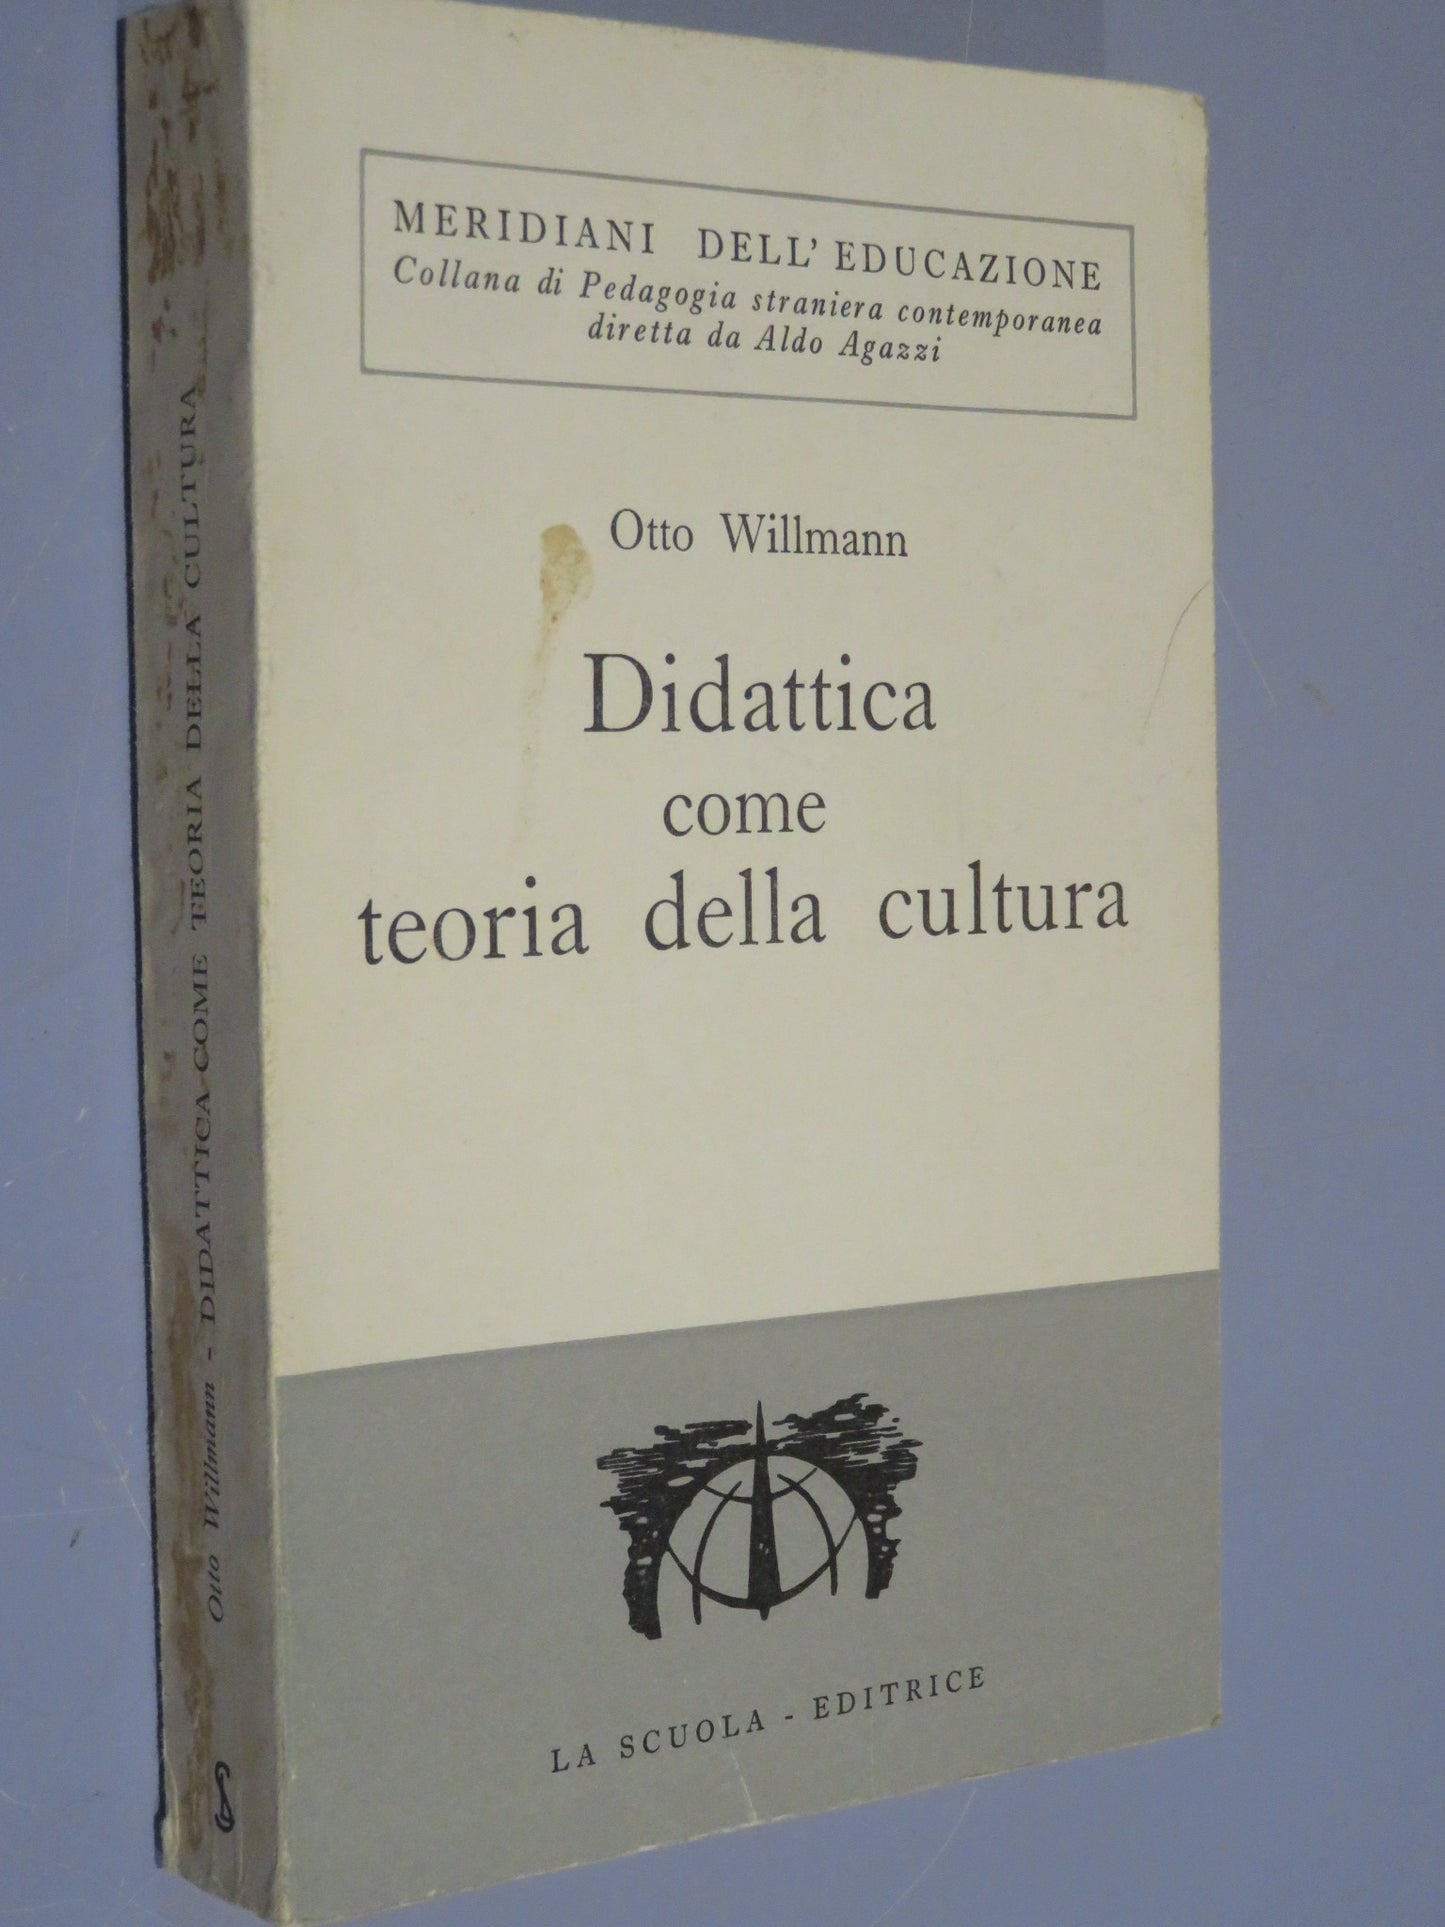 MERIDIANI DELL' EDUCAZIONE
Collana di Pedagogia straniera contemporanea
diretta da Aldo Agazzi
Otto Willmann
Didattica
come
teoria della cultura
LA SCUOLA - EDITRICE
Otto Willmann - DIDATTICA COME TEORIA DELLA CULTURA